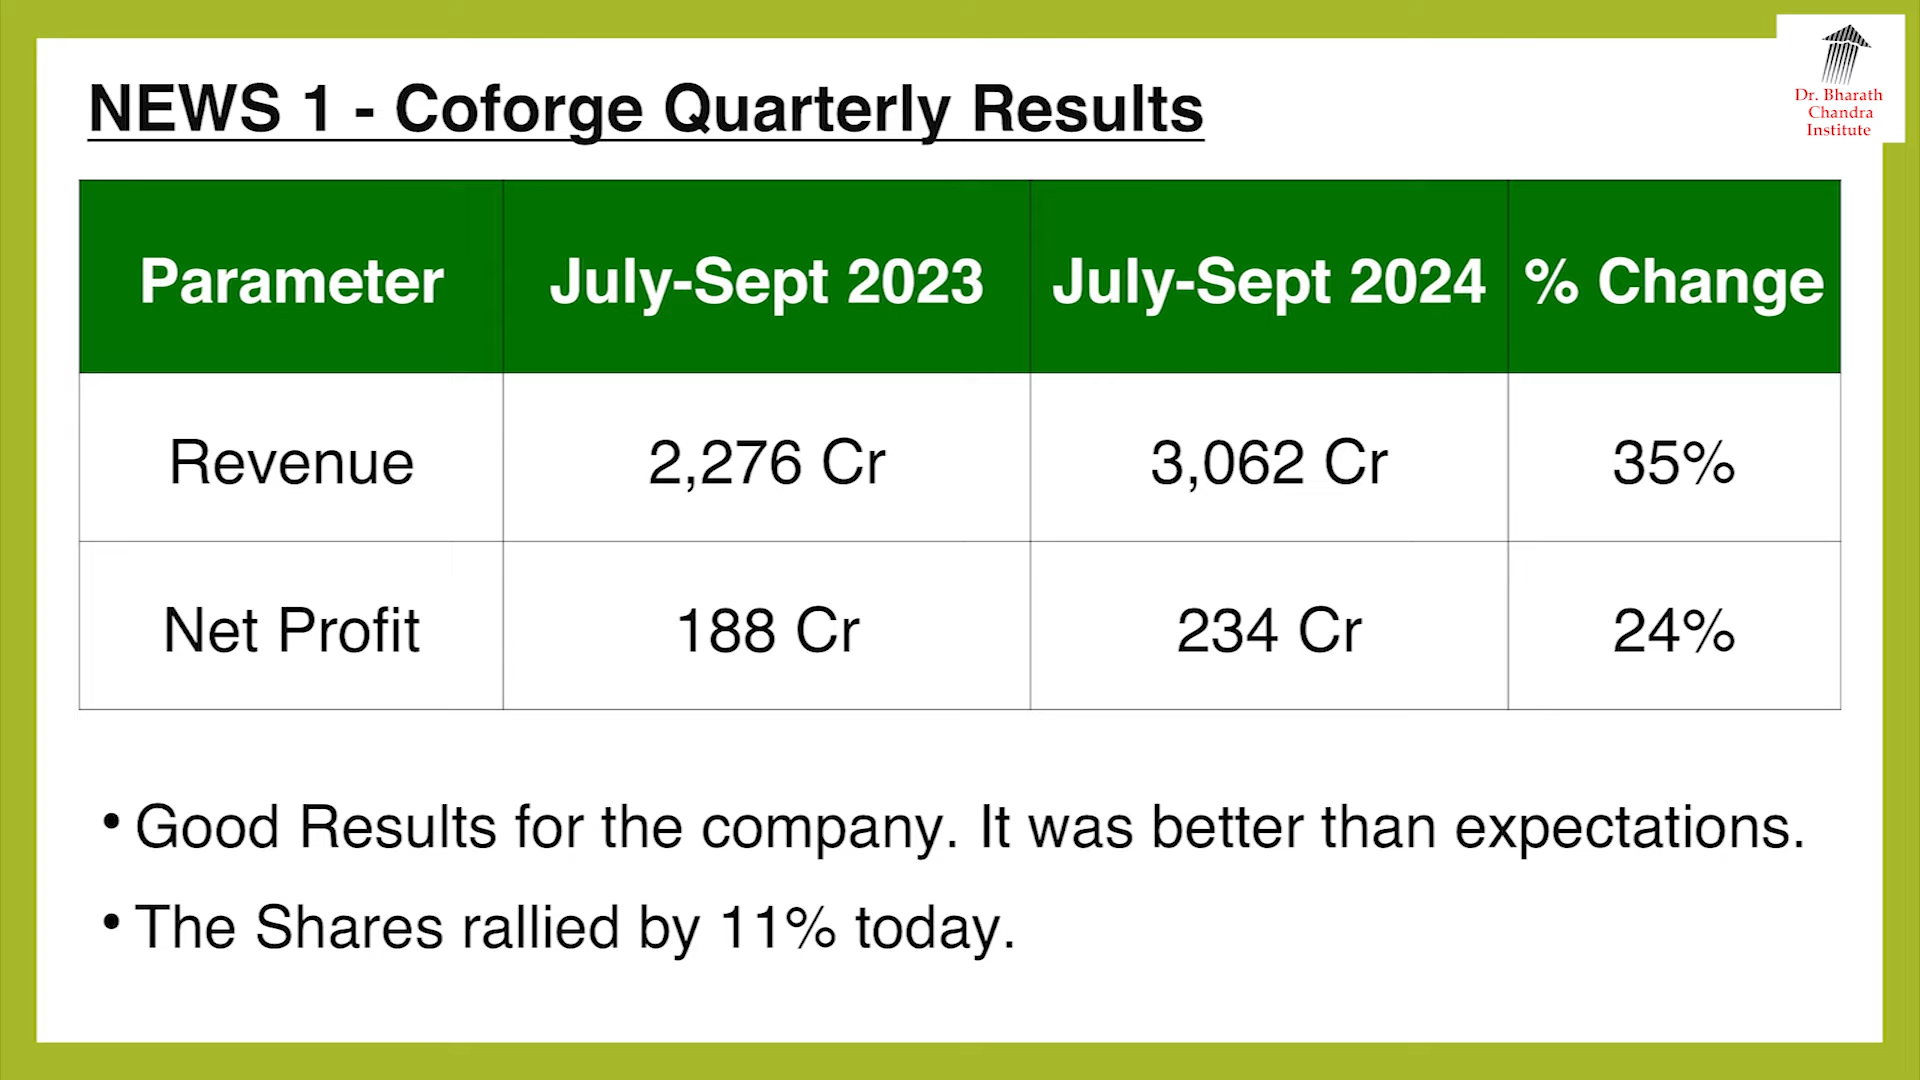 NEWS 1 - Coforge Quarterly Results
Dr. Bharath
Chandra
Institute
Parameter July-Sept 2023 July-Sept 2024 % Change
Revenue 2,276 Cr 3,062 Cr 35%
Net Profit 188 Cr 234 Cr 24%
• Good Results for the company. It was better than expectations.
• The Shares rallied by 11% today.